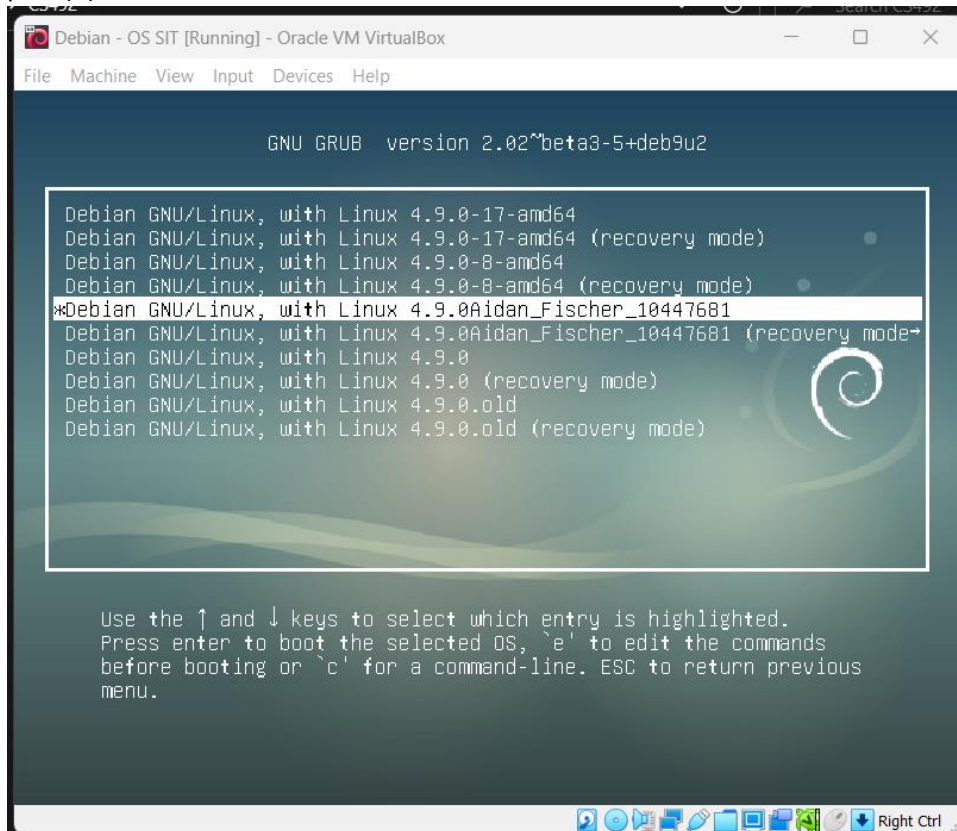 Debian - OS SIT [Running] - Oracle VM VirtualBox
File Machine View Input Devices Help
GNU GRUB version 2.02~beta3-5+deb9u2
Debian GNU/Linux, with Linux 4.9.0-17-amd64
Debian GNU/Linux, with Linux 4.9.0-17-amd64 (recovery mode)
Debian GNU/Linux, with Linux 4.9.0-8-amd64
Debian GNU/Linux, with Linux 4.9.0-8-amd64 (recovery mode)
*Debian GNU/Linux, with Linux 4.9.0Aidan_Fischer_10447681
Debian GNU/Linux, with Linux 4.9.0Aidan_Fischer_10447681 (recovery mode→
Debian GNU/Linux, with Linux 4.9.0
Debian GNU/Linux, with Linux 4.9.0 (recovery mode)
Debian GNU/Linux, with Linux 4.9.0.old
Debian GNU/Linux, with Linux 4.9.0.old (recovery mode)
Use the ↑ and ↓ keys to select which entry is highlighted.
Press enter to boot the selected OS, `e' to edit the commands
before booting or `c' for a command-line. ESC to return previous
menu.
Right Ctrl